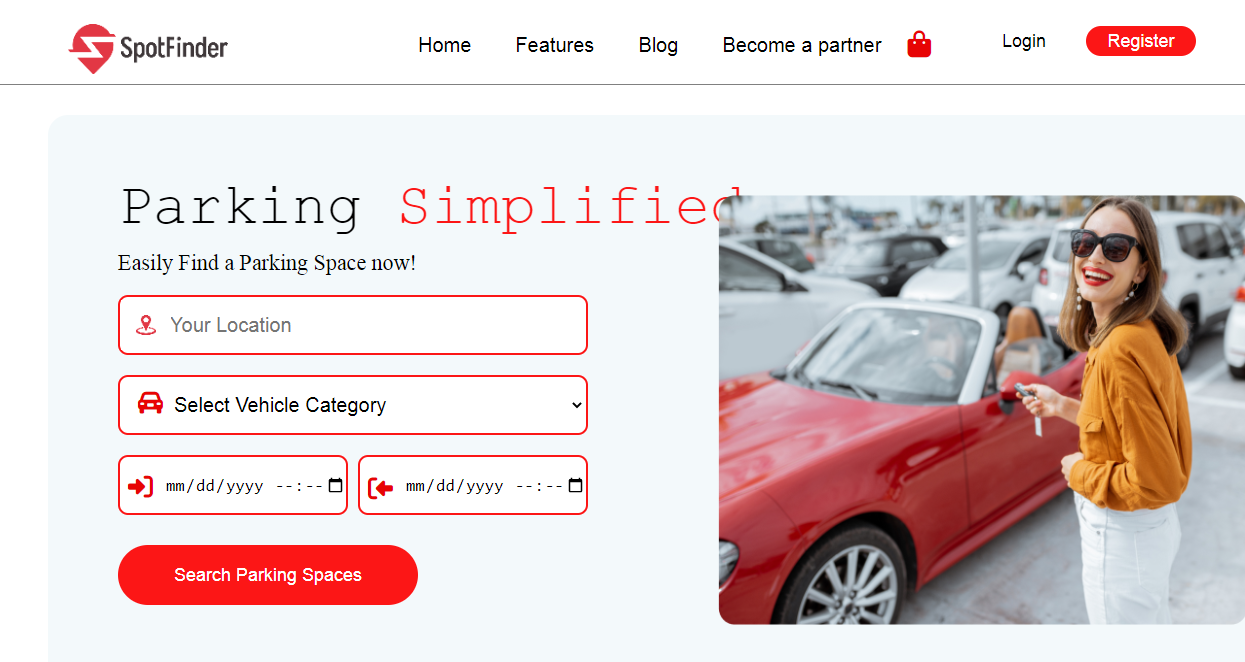 SpotFinder
Home Features Blog Become a partner Login Register
Parking Simplified
Easily Find a Parking Space now!
Your Location
Select Vehicle Category
mm/dd/yyyy --:-- mm/dd/yyyy --:--
Search Parking Spaces